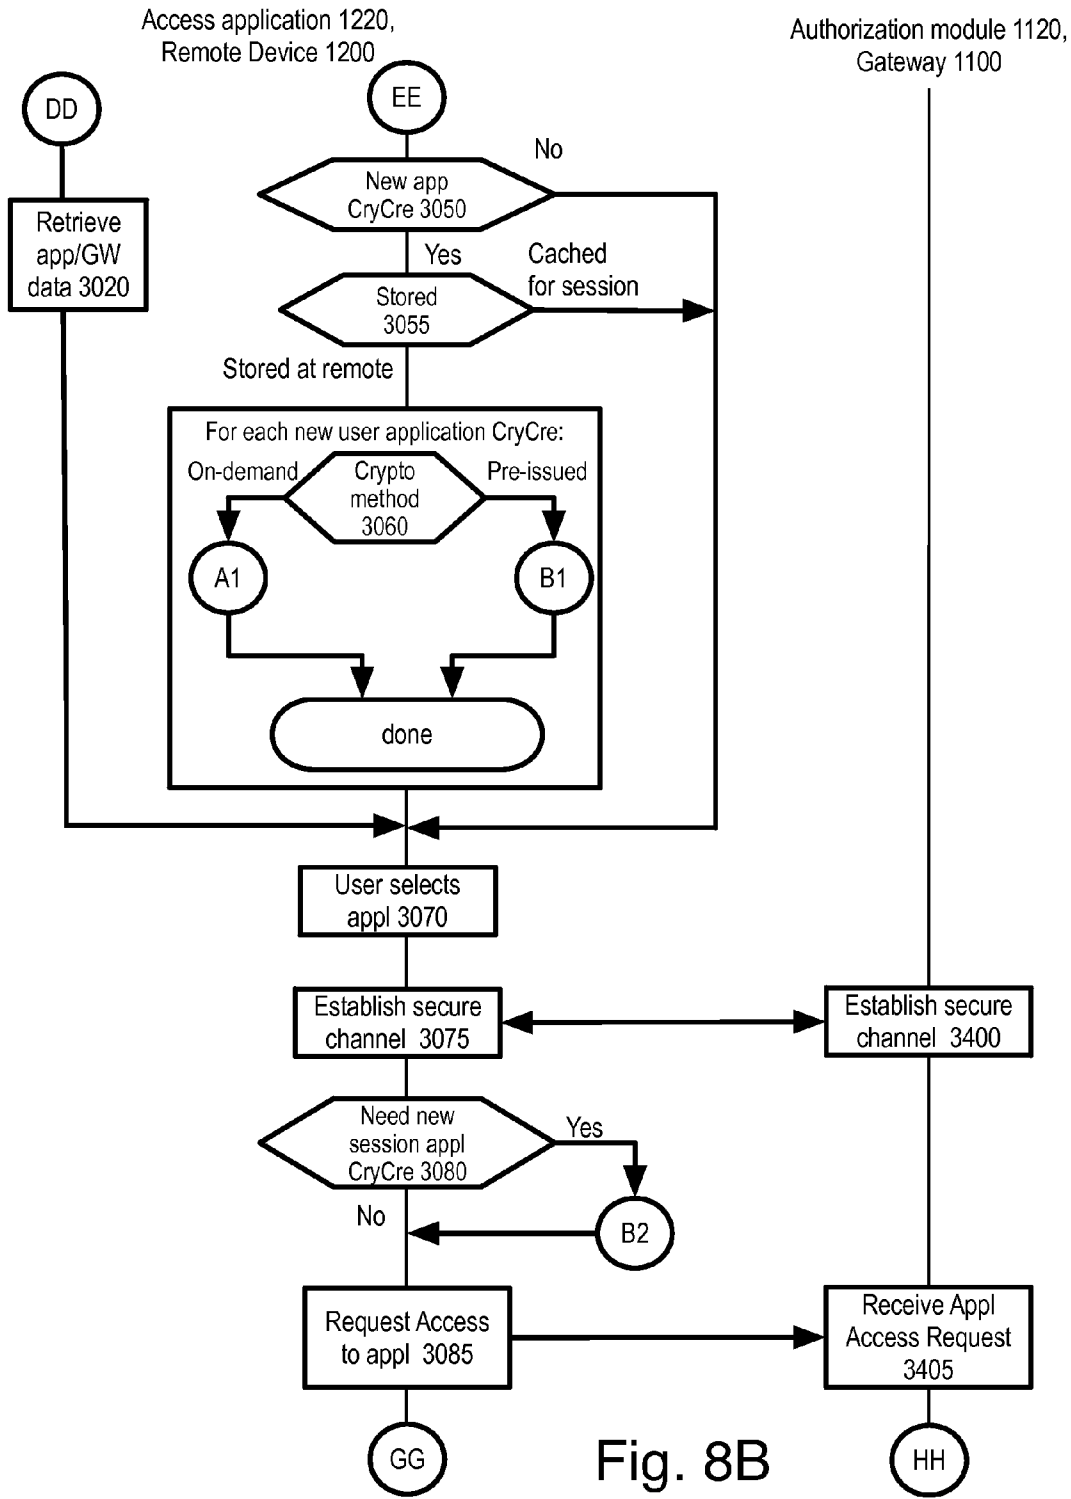 Access application 1220,
Remote Device 1200
Authorization module 1120,
Gateway 1100
DD
EE
No
New app
CryCre 3050
Retrieve
app/GW
data 3020
Yes
Cached
for session
Stored
3055
Stored at remote
For each new user application CryCre:
On-demand
Crypto
method
3060
Pre-issued
A1
B1
done
User selects
appl 3070
Establish secure
channel 3075
Establish secure
channel 3400
Need new
session appl
CryCre 3080
Yes
No
B2
Request Access
to appl 3085
Receive Appl
Access Request
3405
GG
Fig. 8B
HH